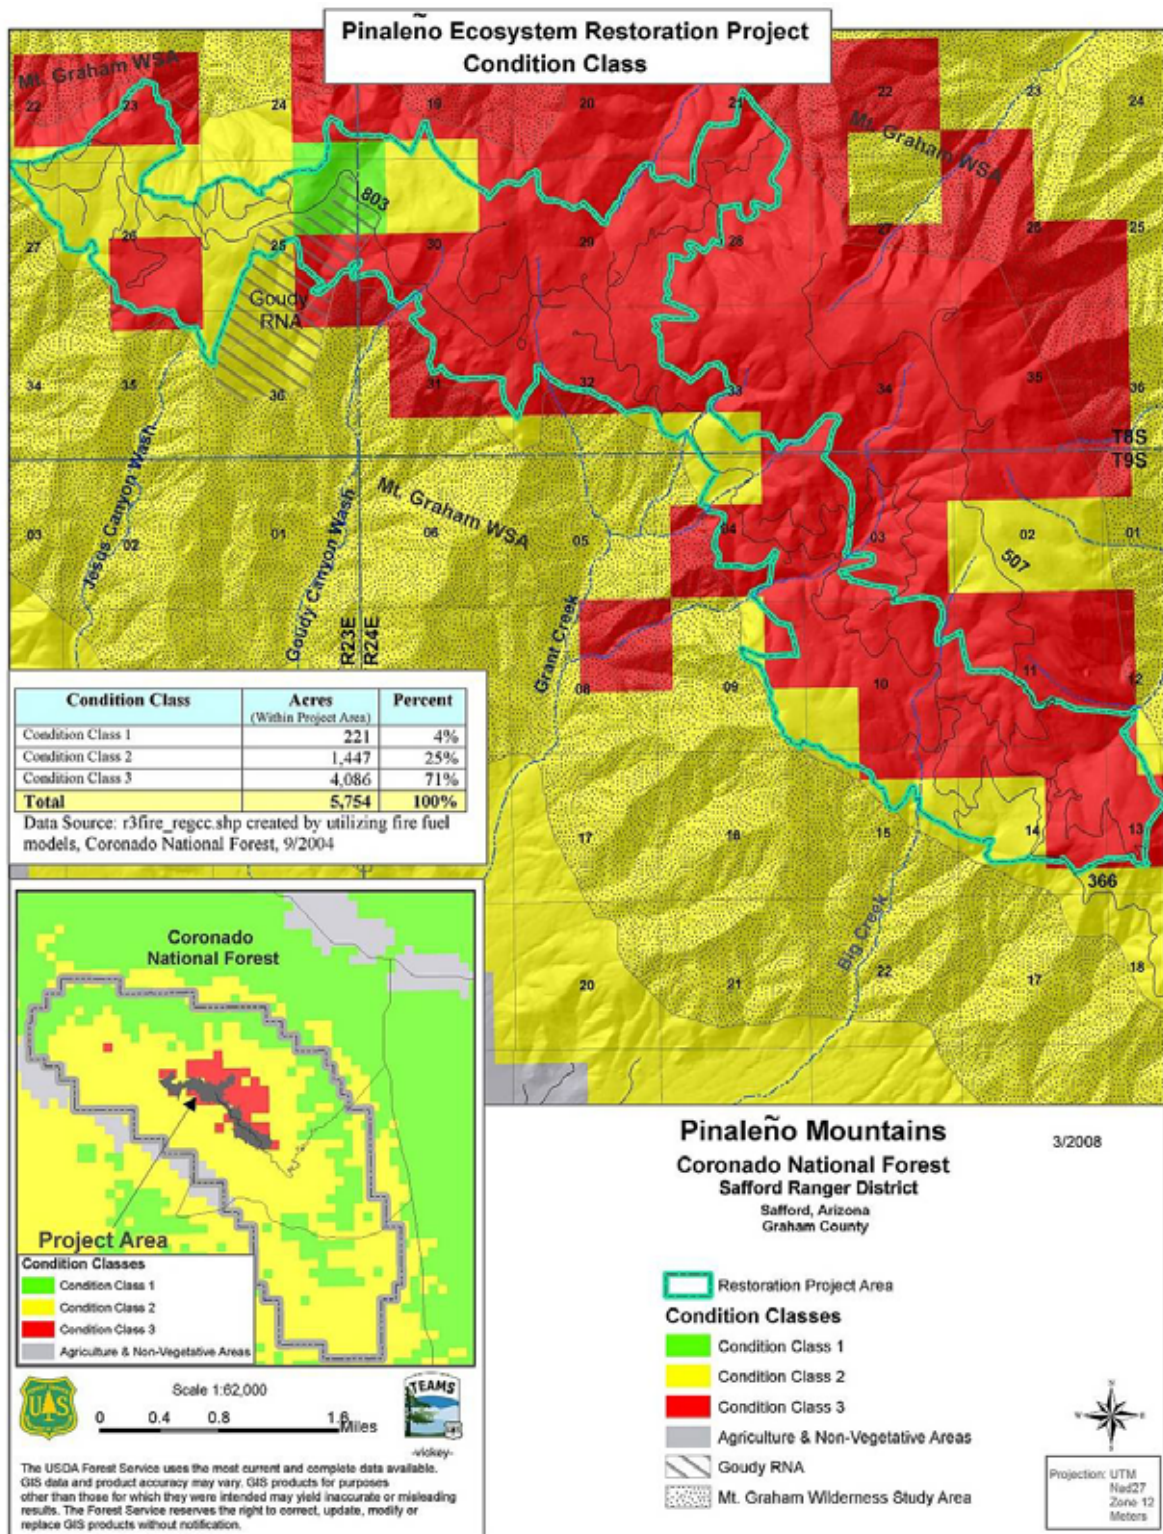 Pinaleño Ecosystem Restoration Project
Condition Class
Mt. Graham WSA
22
23
24
19
20
21
22
23
24
Mt. Graham WSA
803
27
26
25
30
29
28
27
26
25
Goudy
RNA
34
35
36
31
32
33
34
35
36
T8S
T9S
Jesus Canyon Wash
Goudy Canyon Wash
Mt. Graham WSA
03
02
01
06
05
04
03
02
01
507
R23E
R24E
Grant Creek
08
09
10
11
12
Condition Class Acres Percent
(Within Project Area)
Condition Class 1 221 4%
Condition Class 2 1,447 25%
Condition Class 3 4,086 71%
Total 5,754 100%
Data Source: r3fire_regcc.shp created by utilizing fire fuel
models, Coronado National Forest, 9/2004
17
16
15
14
13
366
Big Creek
20
21
22
17
18
Coronado
National Forest
Project Area
Condition Classes
Condition Class 1
Condition Class 2
Condition Class 3
Agriculture & Non-Vegetative Areas
Pinaleño Mountains
3/2008
Coronado National Forest
Safford Ranger District
Safford, Arizona
Graham County
Restoration Project Area
Condition Classes
Condition Class 1
Condition Class 2
Condition Class 3
Agriculture & Non-Vegetative Areas
Goudy RNA
Mt. Graham Wilderness Study Area
Scale 1:62,000
0 0.4 0.8 1.6
Miles
U S
TEAMS
-vickey-
N
W E
S
Projection: UTM
Nad27
Zone 12
Meters
The USDA Forest Service uses the most current and complete data available.
GIS data and product accuracy may vary. GIS products for purposes
other than those for which they were intended may yield inaccurate or misleading
results. The Forest Service reserves the right to correct, update, modify or
replace GIS products without notification.